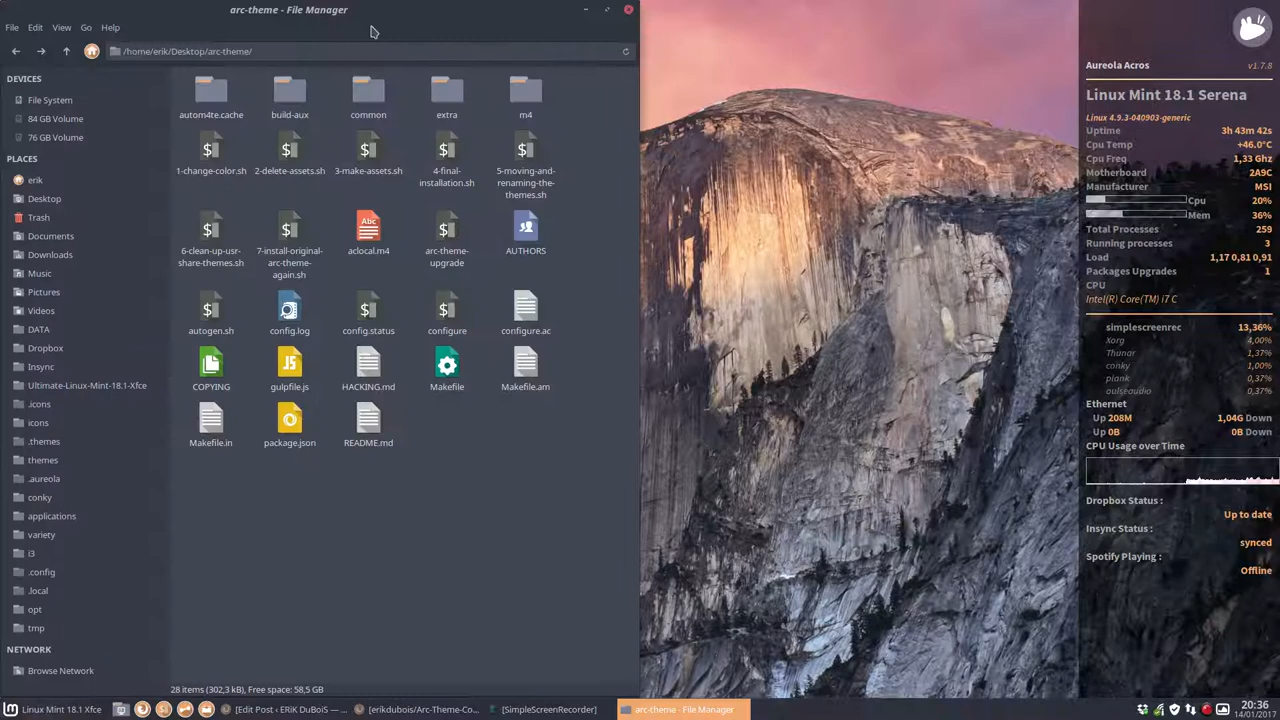 arc-theme - File Manager
File Edit View Go Help
/home/erik/Desktop/arc-theme/
DEVICES
File System
84 GB Volume
76 GB Volume
PLACES
erik
Desktop
Trash
Documents
Downloads
Music
Pictures
Videos
DATA
Dropbox
Insync
Ultimate-Linux-Mint-18.1-Xfce
.icons
icons
.themes
themes
.aureola
conky
applications
variety
i3
.config
.local
opt
tmp
NETWORK
Browse Network
autom4te.cache
build-aux
common
extra
m4
1-change-color.sh
2-delete-assets.sh
3-make-assets.sh
4-final-
installation.sh
5-moving-and-
renaming-the-
themes.sh
6-clean-up-usr-
share-themes.sh
7-install-original-
arc-theme-
again.sh
Abc
aclocal.m4
arc-theme-
upgrade
AUTHORS
autogen.sh
config.log
config.status
configure
configure.ac
COPYING
JS
gulpfile.js
HACKING.md
Makefile
Makefile.am
Makefile.in
package.json
README.md
28 items (302,3 kB), Free space: 58,5 GB
Aureola Acros v1.7.8
Linux Mint 18.1 Serena
Linux 4.9.3-040903-generic
Uptime 3h 43m 42s
Cpu Temp +46.0°C
Cpu Freq 1,33 Ghz
Motherboard 2A9C
Manufacturer MSI
Cpu 20%
Mem 36%
Total Processes 259
Running processes 3
Load 1,17 0,81 0,91
Packages Upgrades 1
CPU
Intel(R) Core(TM) i7 C
simplescreenrec 13,36%
Xorg 4,00%
Thunar 1,37%
conky 1,00%
plank 0,37%
pulseaudio 0,37%
Ethernet
Up 208M 1,04G Down
Up 0B 0B Down
CPU Usage over Time
Dropbox Status :
Up to date
Insync Status :
synced
Spotify Playing :
Offline
Linux Mint 18.1 Xfce
[Edit Post ‹ ERiK DuBoiS — ...
[erikdubois/Arc-Theme-Co...
[SimpleScreenRecorder]
arc-theme - File Manager
20:36
14/01/2017